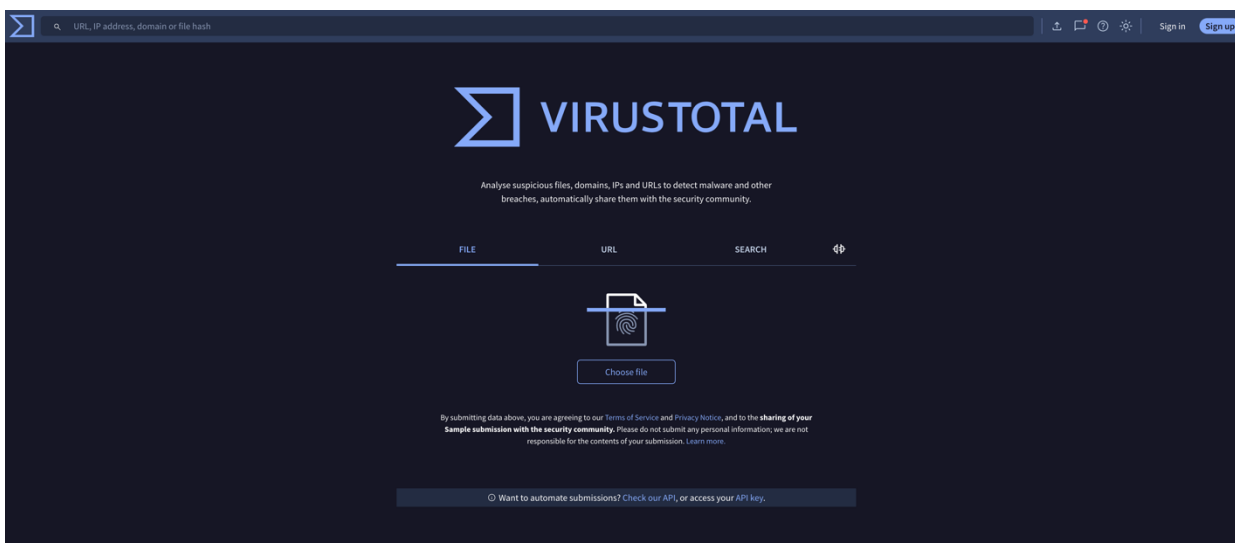 URL, IP address, domain or file hash
Sign in
Sign up
VIRUSTOTAL
Analyse suspicious files, domains, IPs and URLs to detect malware and other
breaches, automatically share them with the security community.
FILE
URL
SEARCH
Choose file
By submitting data above, you are agreeing to our Terms of Service and Privacy Notice, and to the sharing of your
Sample submission with the security community. Please do not submit any personal information; we are not
responsible for the contents of your submission. Learn more.
Want to automate submissions? Check our API, or access your API key.